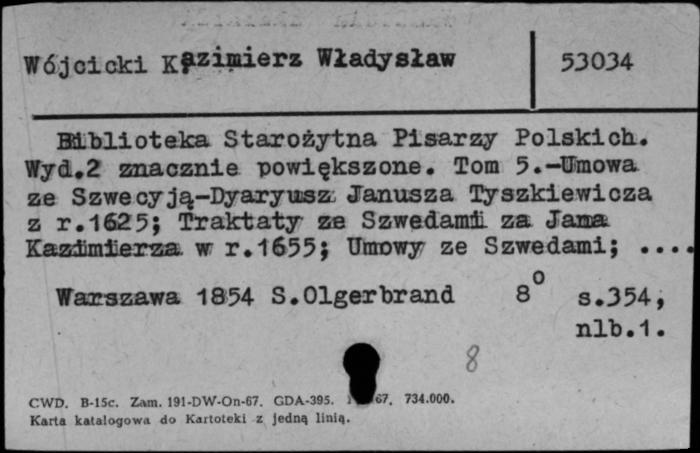 Wójcicki Kazimierz Władysław 53034
Biblioteka Starożytna Pisarzy Polskich.
Wyd.2 znacznie powiększone. Tom 5.-Umowa
ze Szwecyją-Dyaryusz Janusza Tyszkiewicza
z r.1625; Traktaty ze Szwedami za Jana
Kazimierza w r.1655; Umowy ze Szwedami; ....
Warszawa 1854 S.Olgerbrand 8° s.354,
nlb.1.
8
CWD. B-15c. Zam. 191-DW-On-67. GDA-395. 67. 734.000.
Karta katalogowa do Kartoteki z jedną linią.